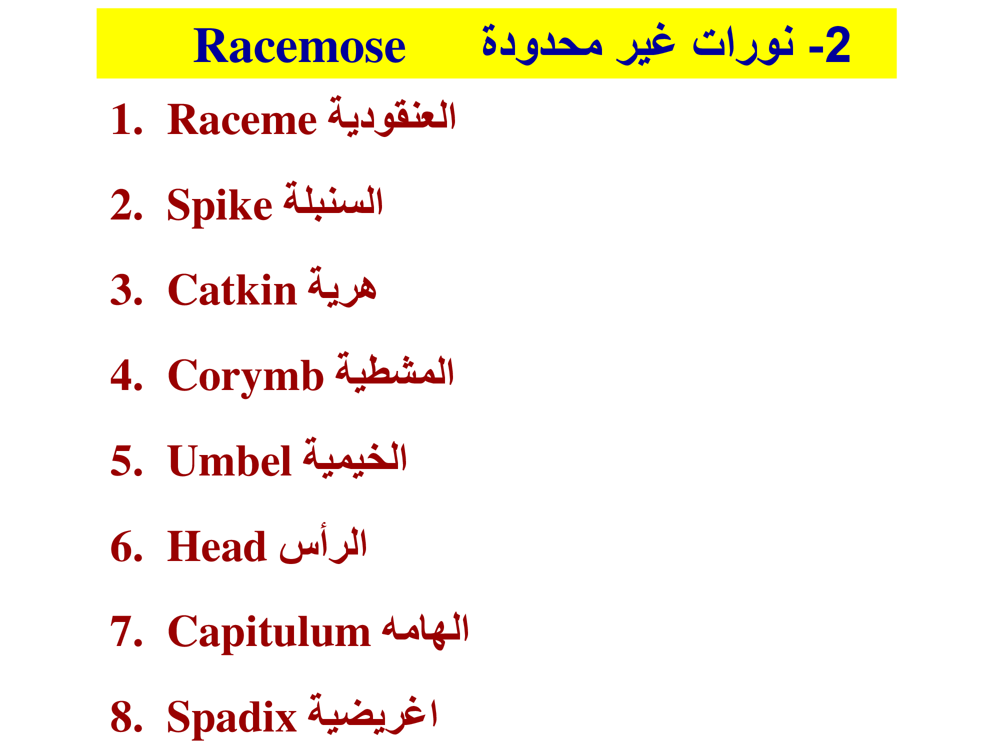 2- نورات غير محدودة Racemose
1. Raceme العنقودية
2. Spike السنبلة
3. Catkin هرية
4. Corymb المشطية
5. Umbel الخيمية
6. Head الرأس
7. Capitulum الهامه
8. Spadix اغريضية